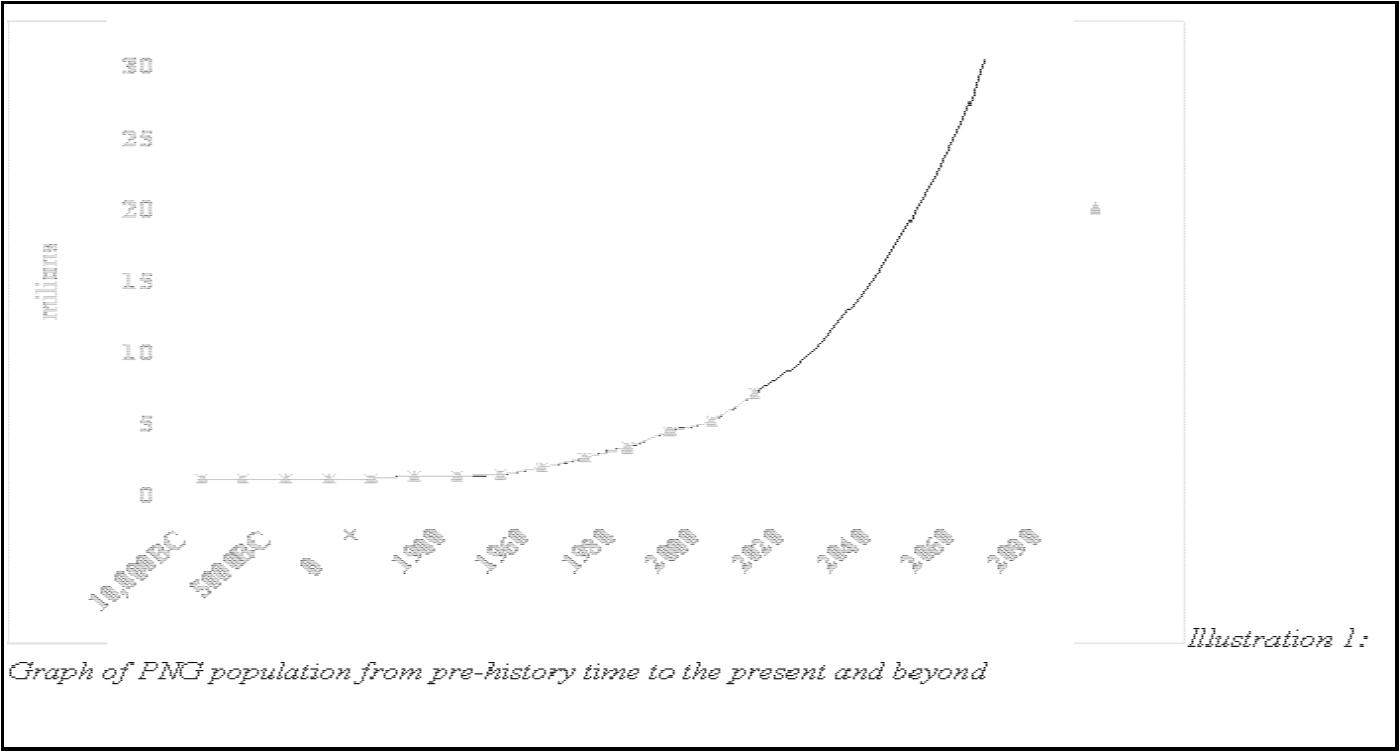 30
25
20
15
10
5
0
millions
10,000BC 5000BC 0 x 1900 1960 1980 2000 2020 2040 2060 2080
Illustration 1:
Graph of PNG population from pre-history time to the present and beyond